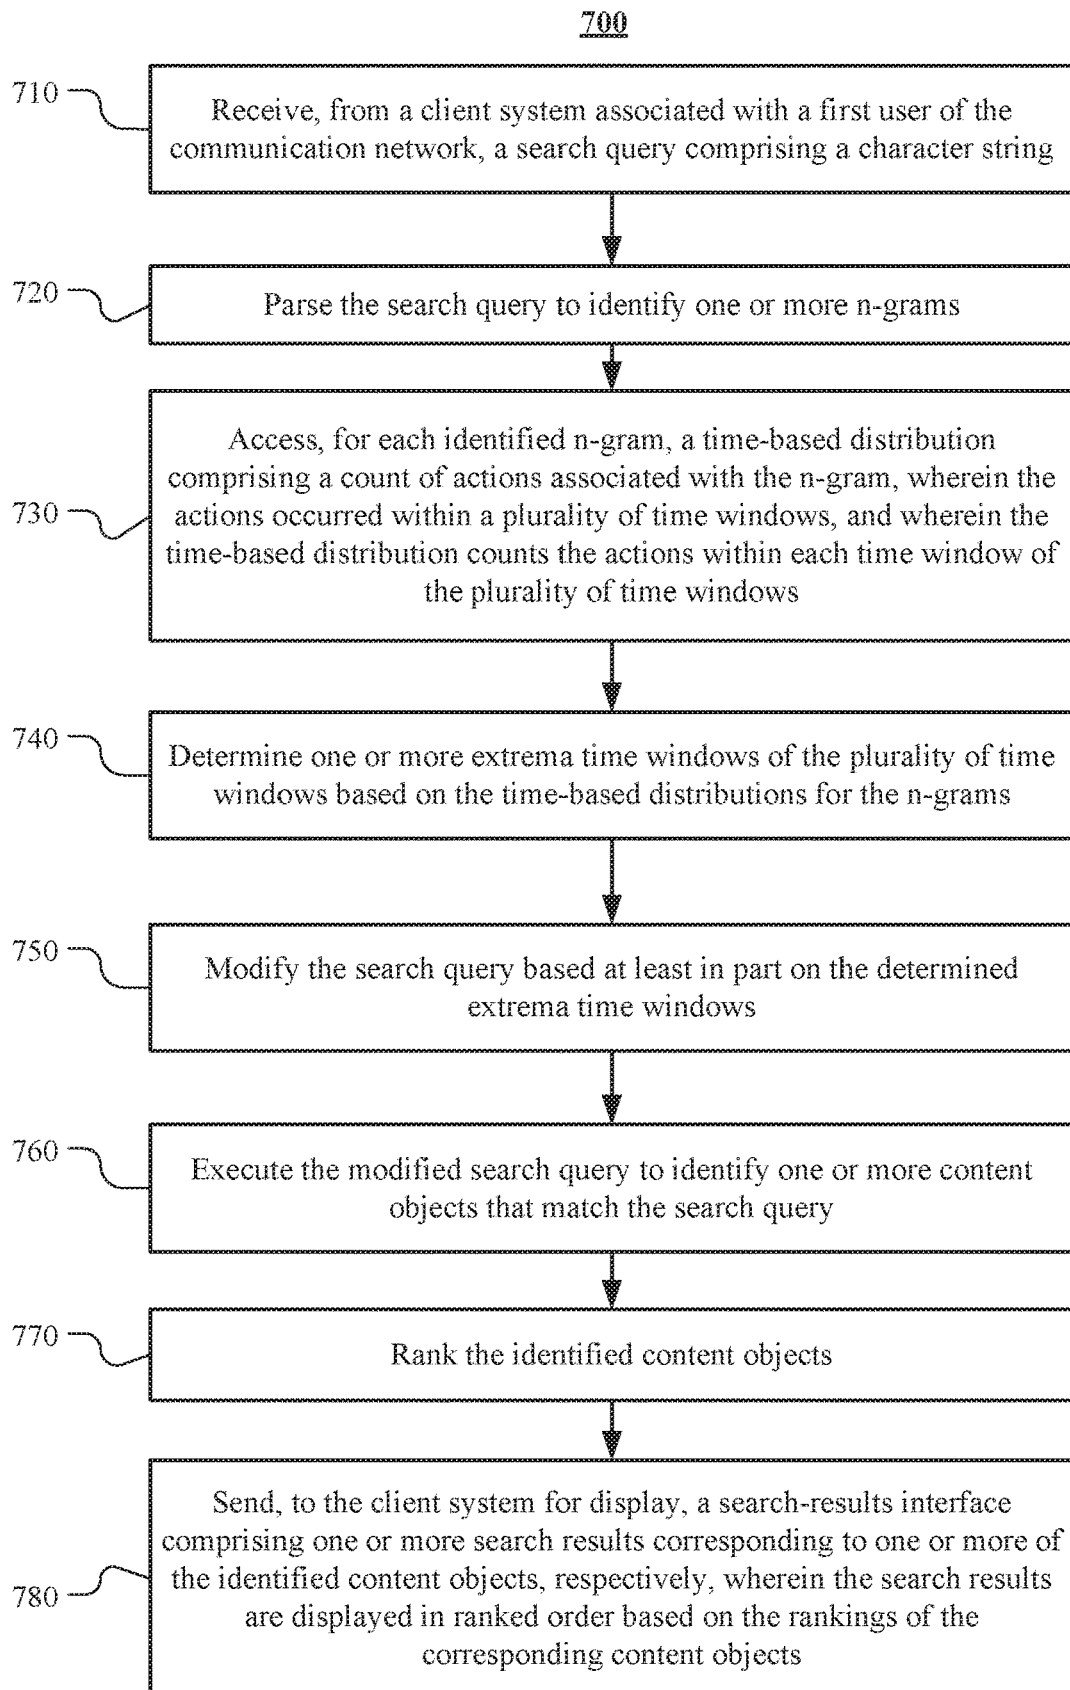 700
710
Receive, from a client system associated with a first user of the
communication network, a search query comprising a character string
720
Parse the search query to identify one or more n-grams
730
Access, for each identified n-gram, a time-based distribution
comprising a count of actions associated with the n-gram, wherein the
actions occurred within a plurality of time windows, and wherein the
time-based distribution counts the actions within each time window of
the plurality of time windows
740
Determine one or more extrema time windows of the plurality of time
windows based on the time-based distributions for the n-grams
750
Modify the search query based at least in part on the determined
extrema time windows
760
Execute the modified search query to identify one or more content
objects that match the search query
770
Rank the identified content objects
780
Send, to the client system for display, a search-results interface
comprising one or more search results corresponding to one or more of
the identified content objects, respectively, wherein the search results
are displayed in ranked order based on the rankings of the
corresponding content objects